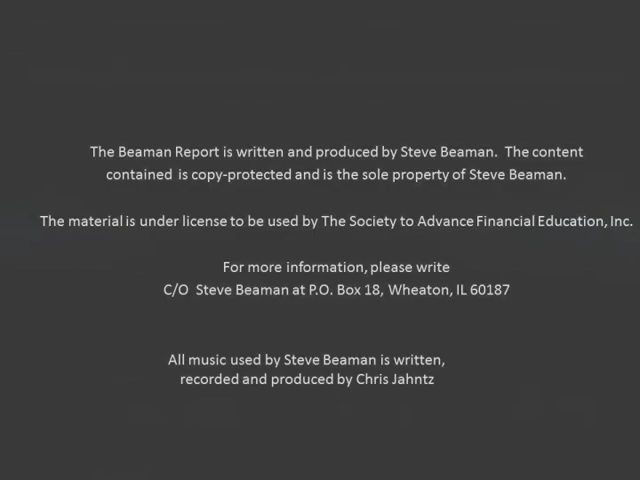 The Beaman Report is written and produced by Steve Beaman. The content
contained is copy-protected and is the sole property of Steve Beaman.
The material is under license to be used by The Society to Advance Financial Education, Inc.
For more information, please write
C/O Steve Beaman at P.O. Box 18, Wheaton, IL 60187
All music used by Steve Beaman is written,
recorded and produced by Chris Jahntz